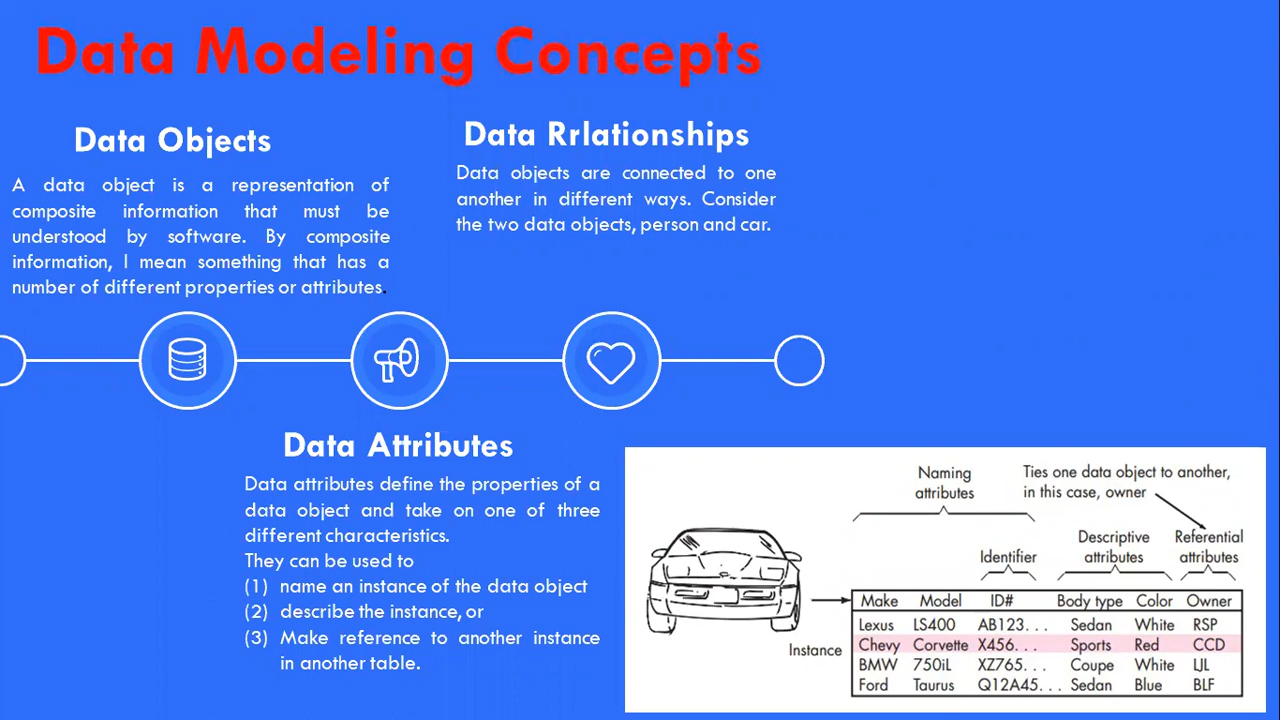 Data Modeling Concepts
Data Objects
A data object is a representation of
composite information that must be
understood by software. By composite
information, I mean something that has a
number of different properties or attributes.
Data Rrlationships
Data objects are connected to one
another in different ways. Consider
the two data objects, person and car.
Data Attributes
Data attributes define the properties of a
data object and take on one of three
different characteristics.
They can be used to
(1) name an instance of the data object
(2) describe the instance, or
(3) Make reference to another instance
in another table.
Naming
attributes
Ties one data object to another,
in this case, owner
Identifier
Descriptive
attributes
Referential
attributes
Instance
Make Model ID# Body type Color Owner
Lexus LS400 AB123. . . Sedan White RSP
Chevy Corvette X456. . . Sports Red CCD
BMW 750iL XZ765. . . Coupe White LJL
Ford Taurus Q12A45. . . Sedan Blue BLF